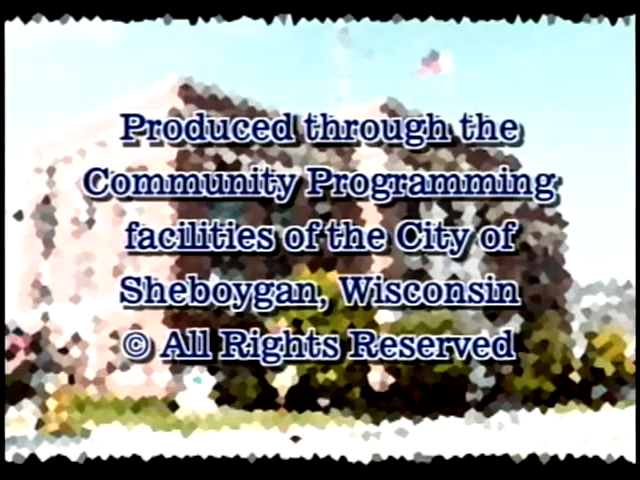 Produced through the
Community Programming
facilities of the City of
Sheboygan, Wisconsin
© All Rights Reserved